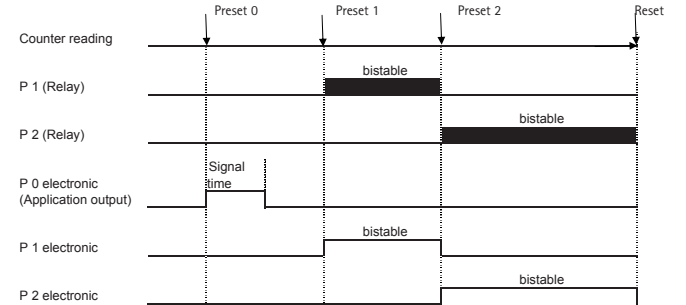 Preset 0 Preset 1 Preset 2 Reset
Counter reading
bistable
P 1 (Relay)
bistable
P 2 (Relay)
Signal
time
P 0 electronic
(Application output)
bistable
P 1 electronic
bistable
P 2 electronic